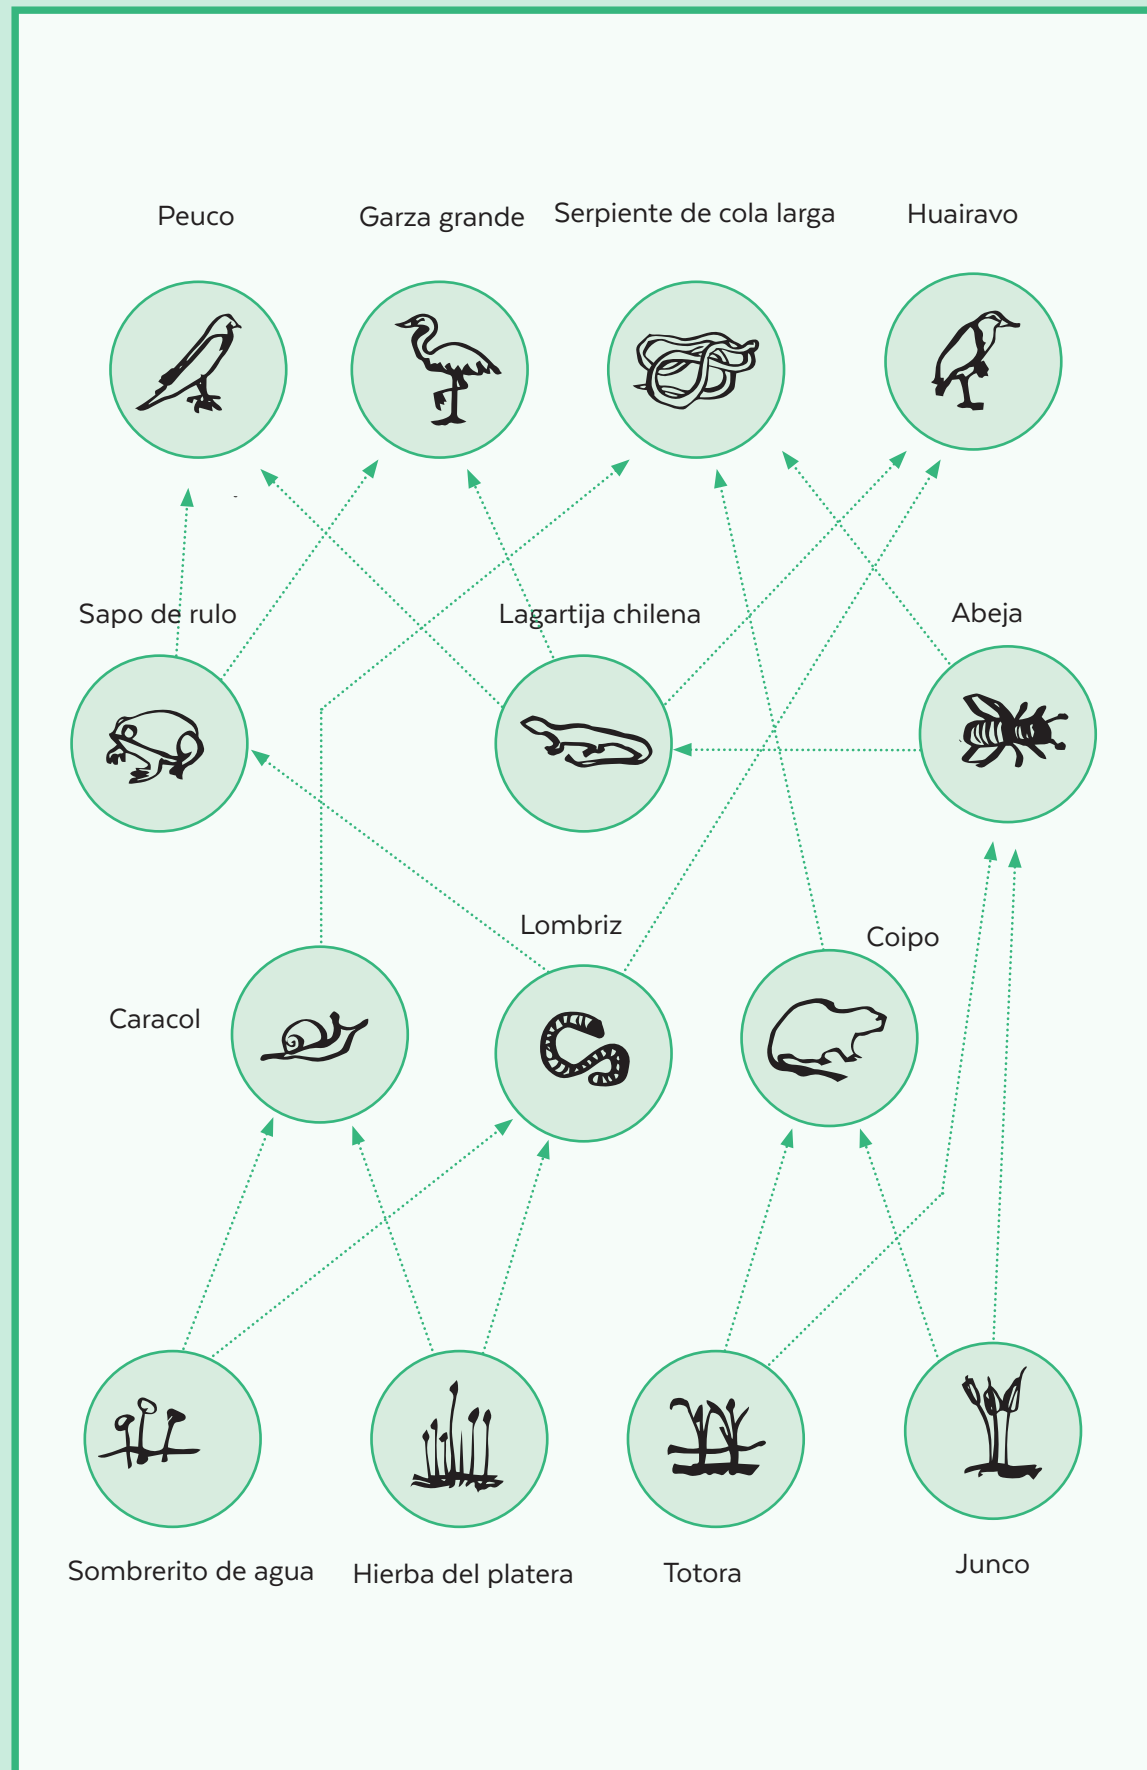 Peuco
Garza grande
Serpiente de cola larga
Huairavo
Sapo de rulo
Lagartija chilena
Abeja
Caracol
Lombriz
Coipo
Sombrerito de agua
Hierba del platera
Totora
Junco